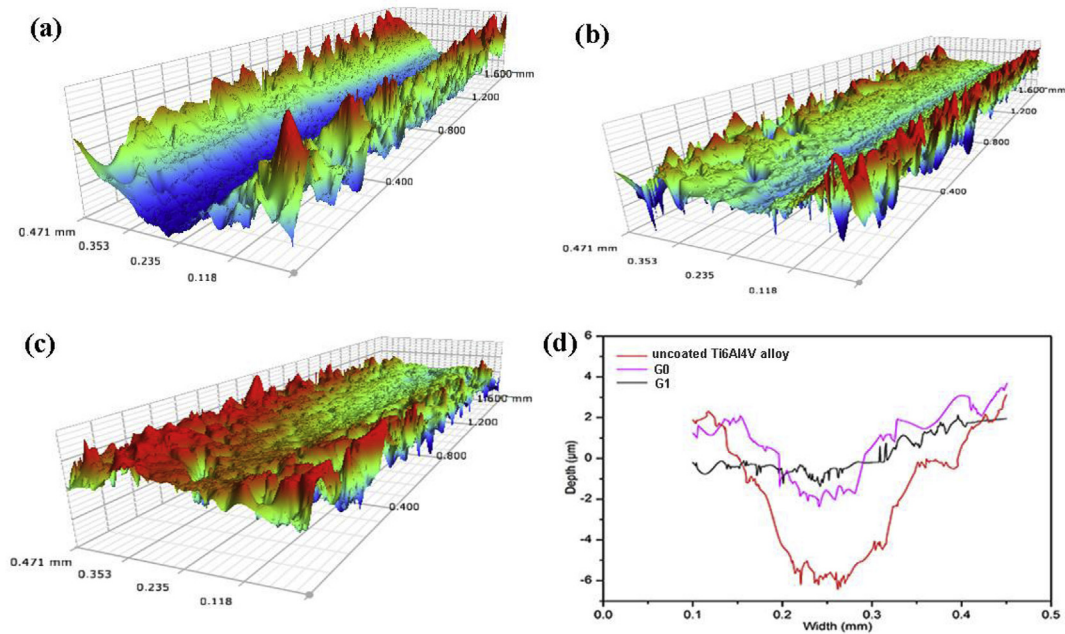 (a)
1.600 mm
1.200
0.800
0.400
0.471 mm
0.353
0.235
0.118
(b)
1.600 mm
1.200
0.800
0.400
0.471 mm
0.353
0.235
0.118
(c)
1.600 mm
1.200
0.800
0.400
0.471 mm
0.353
0.235
0.118
(d)
uncoated Ti6Al4V alloy
G0
G1
6
4
2
0
-2
-4
-6
Depth (μm)
0.0
0.1
0.2
0.3
0.4
0.5
Width (mm)